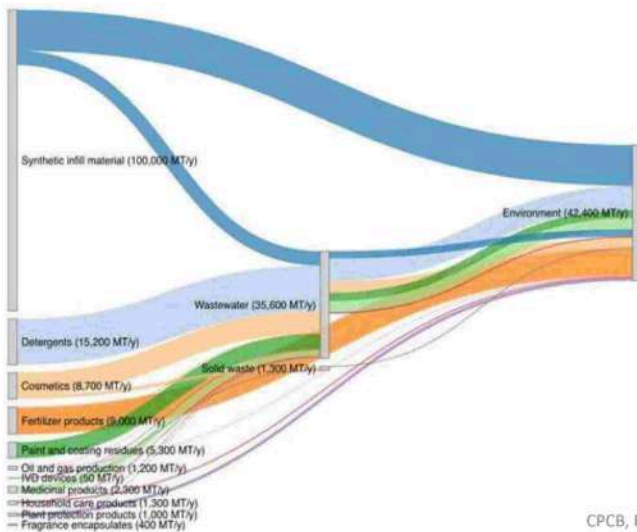 Synthetic infill material (100,000 MT/y)
Environment (42,400 MT/y)
Wastewater (35,600 MT/y)
Detergents (15,200 MT/y)
Solid waste (1,300 MT/y)
Cosmetics (8,700 MT/y)
Fertilizer products (9,000 MT/y)
Paint and coating residues (5,300 MT/y)
Oil and gas production (1,200 MT/y)
IVD devices (50 MT/y)
Medicinal products (2,300 MT/y)
Household care products (1,300 MT/y)
Plant protection products (1,000 MT/y)
Fragrance encapsulates (400 MT/y)
CPCB,